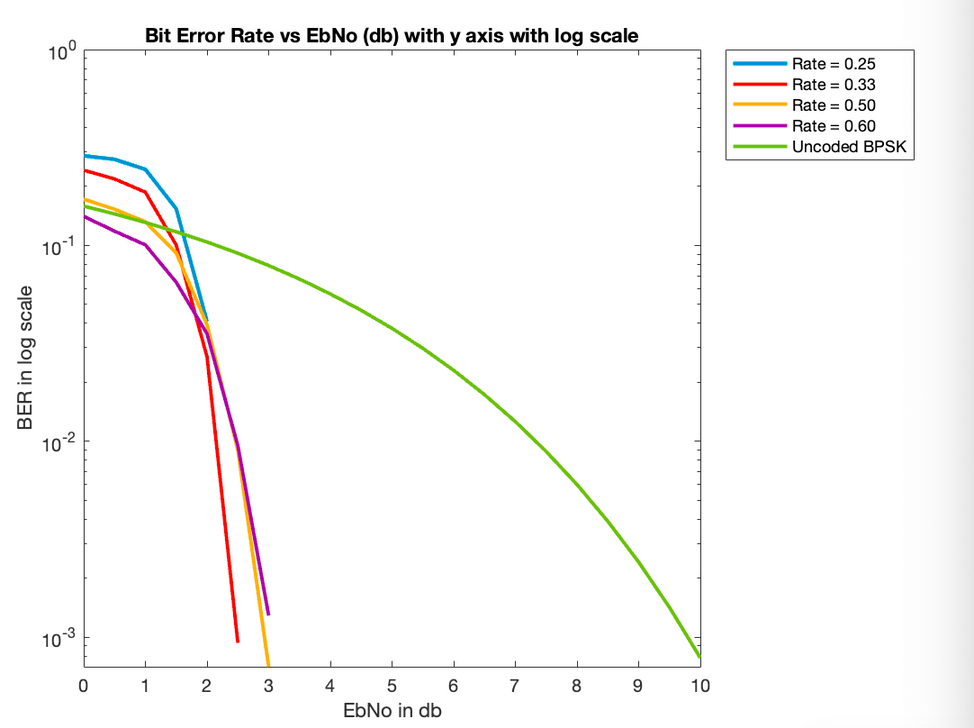 Bit Error Rate vs EbNo (db) with y axis with log scale
10^0
10^-1
10^-2
10^-3
BER in log scale
0 1 2 3 4 5 6 7 8 9 10
EbNo in db
Rate = 0.25
Rate = 0.33
Rate = 0.50
Rate = 0.60
Uncoded BPSK